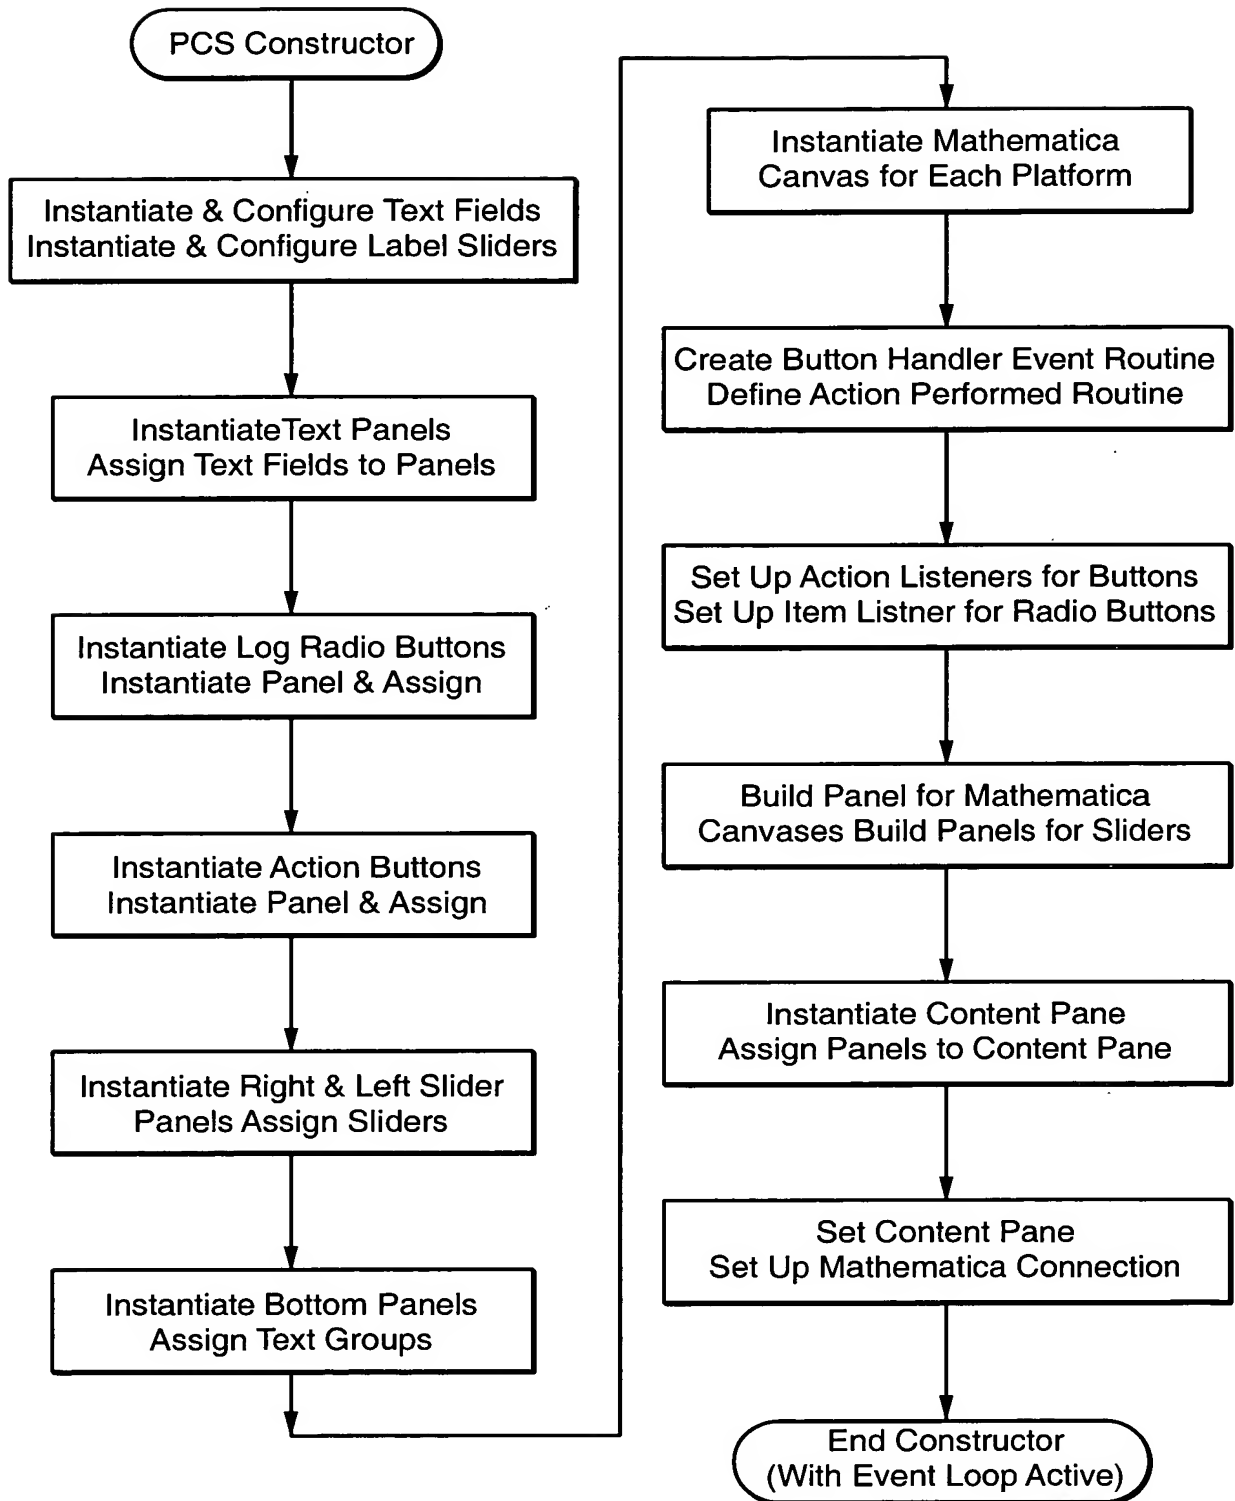 PCS Constructor
Instantiate & Configure Text Fields
Instantiate & Configure Label Sliders
InstantiateText Panels
Assign Text Fields to Panels
Instantiate Log Radio Buttons
Instantiate Panel & Assign
Instantiate Action Buttons
Instantiate Panel & Assign
Instantiate Right & Left Slider
Panels Assign Sliders
Instantiate Bottom Panels
Assign Text Groups
Instantiate Mathematica
Canvas for Each Platform
Create Button Handler Event Routine
Define Action Performed Routine
Set Up Action Listeners for Buttons
Set Up Item Listner for Radio Buttons
Build Panel for Mathematica
Canvases Build Panels for Sliders
Instantiate Content Pane
Assign Panels to Content Pane
Set Content Pane
Set Up Mathematica Connection
End Constructor
(With Event Loop Active)